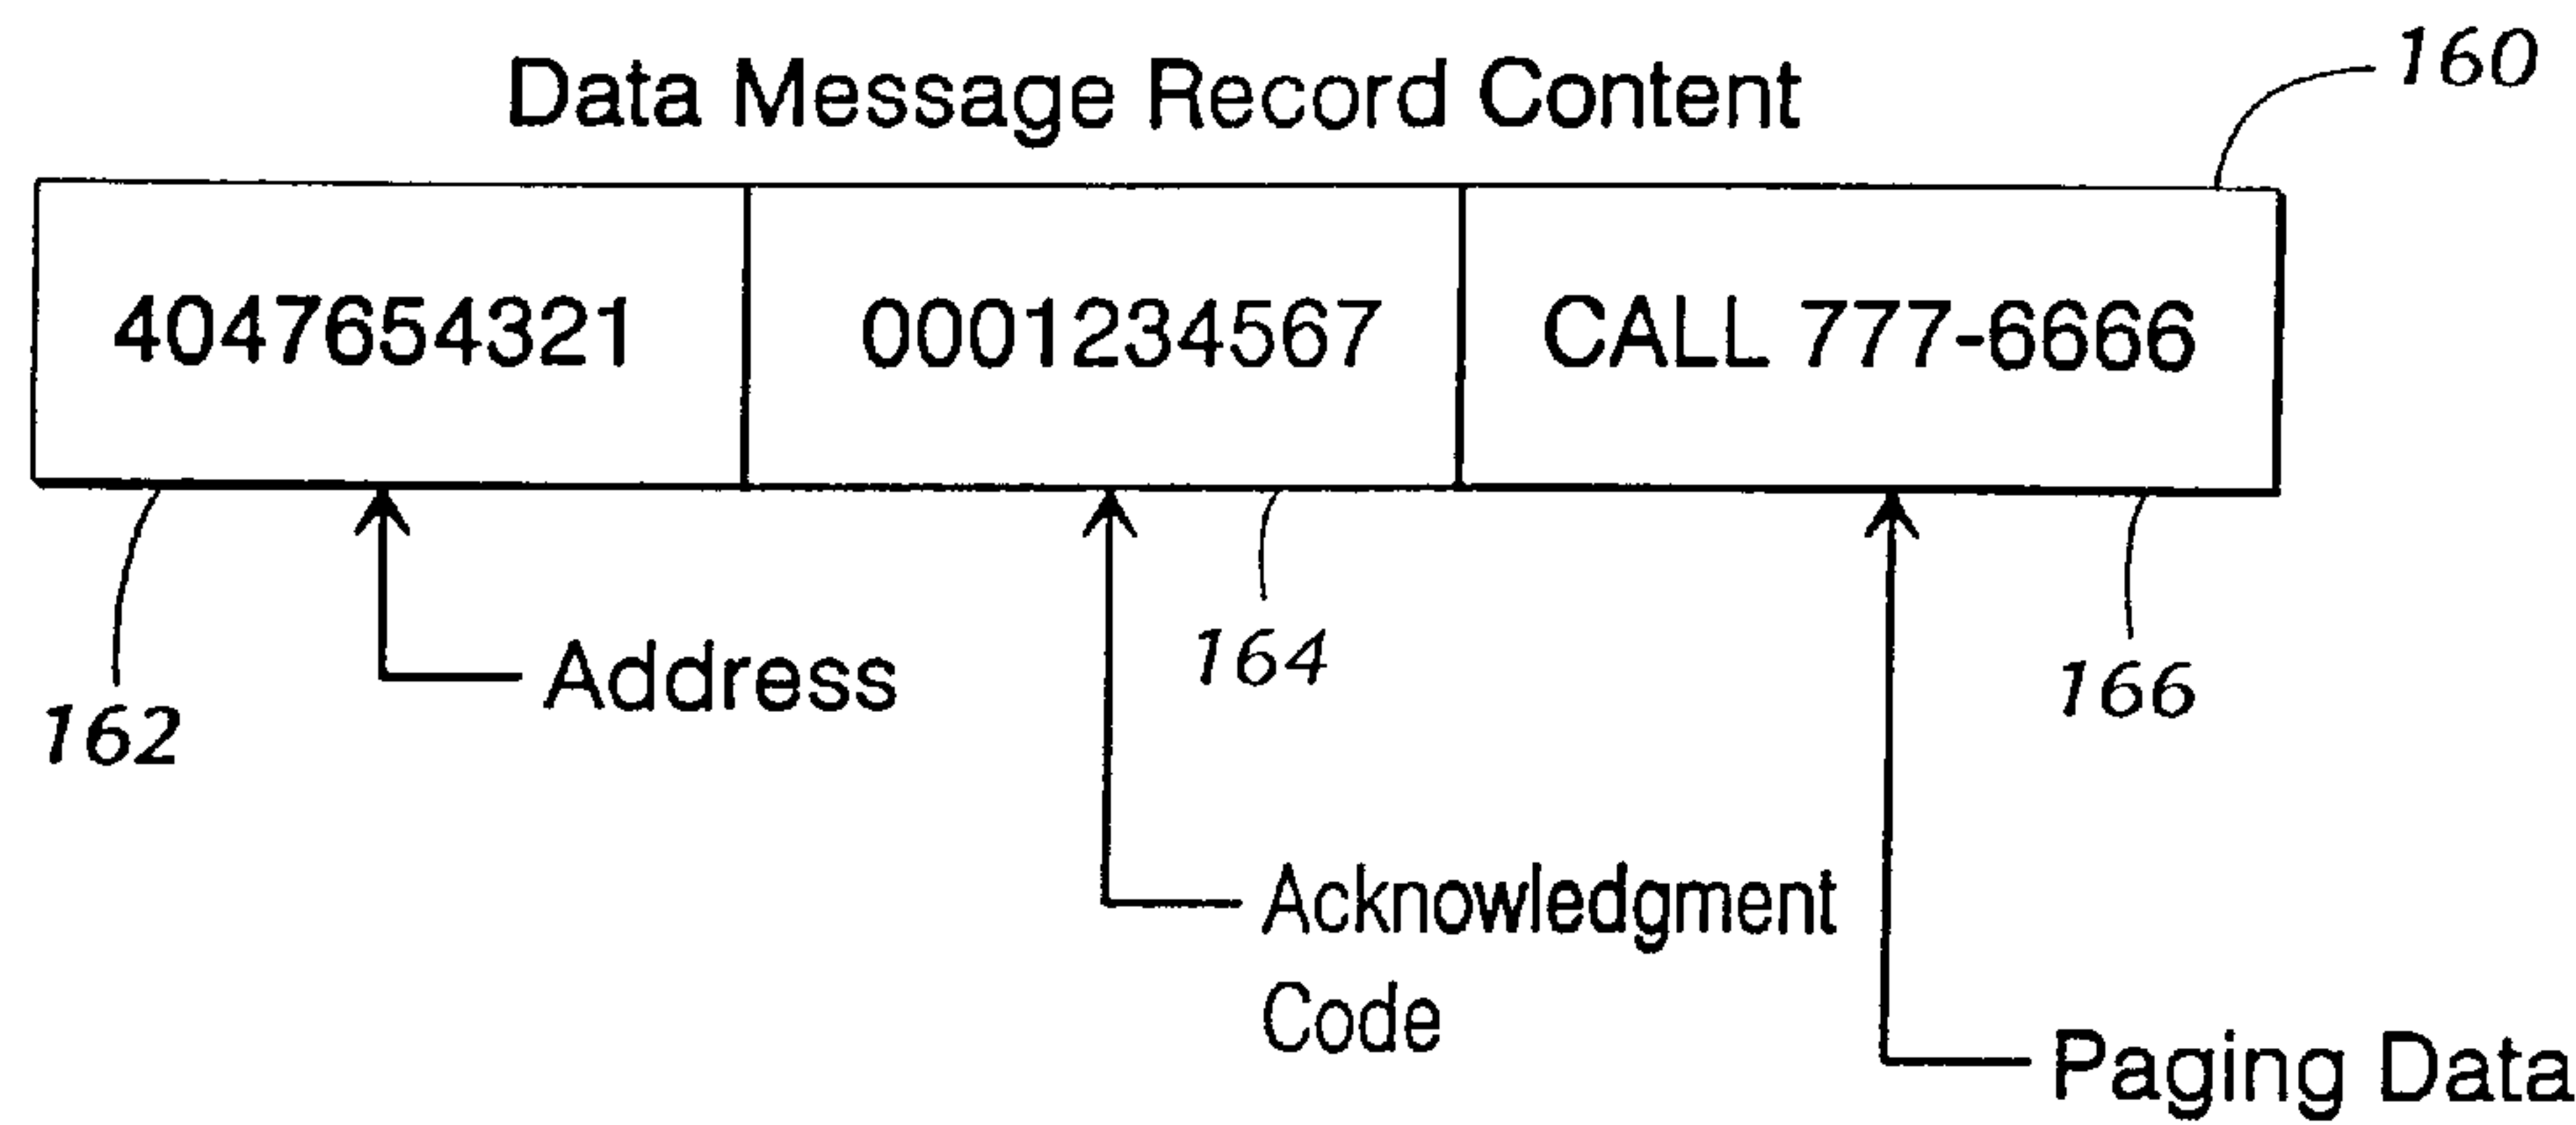 160
Data Message Record Content
4047654321 0001234567 CALL 777-6666
162
Address
164
166
Acknowledgment
Code
Paging Data